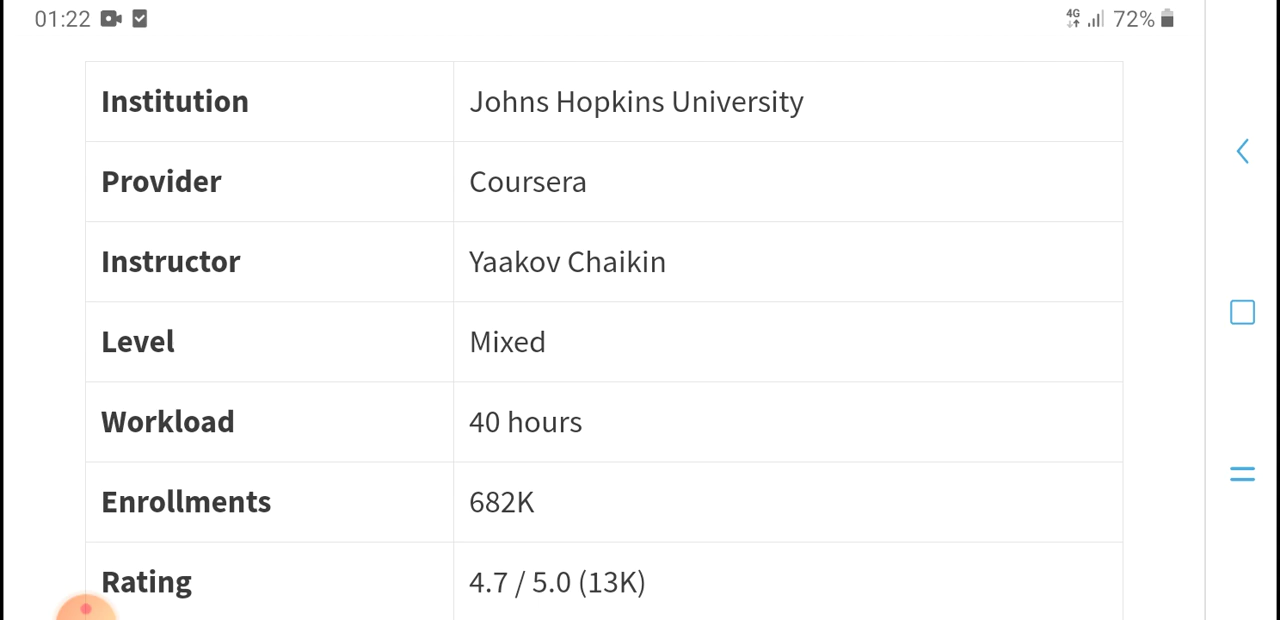 01:22 4G 72%
Institution Johns Hopkins University
Provider Coursera
Instructor Yaakov Chaikin
Level Mixed
Workload 40 hours
Enrollments 682K
Rating 4.7 / 5.0 (13K)